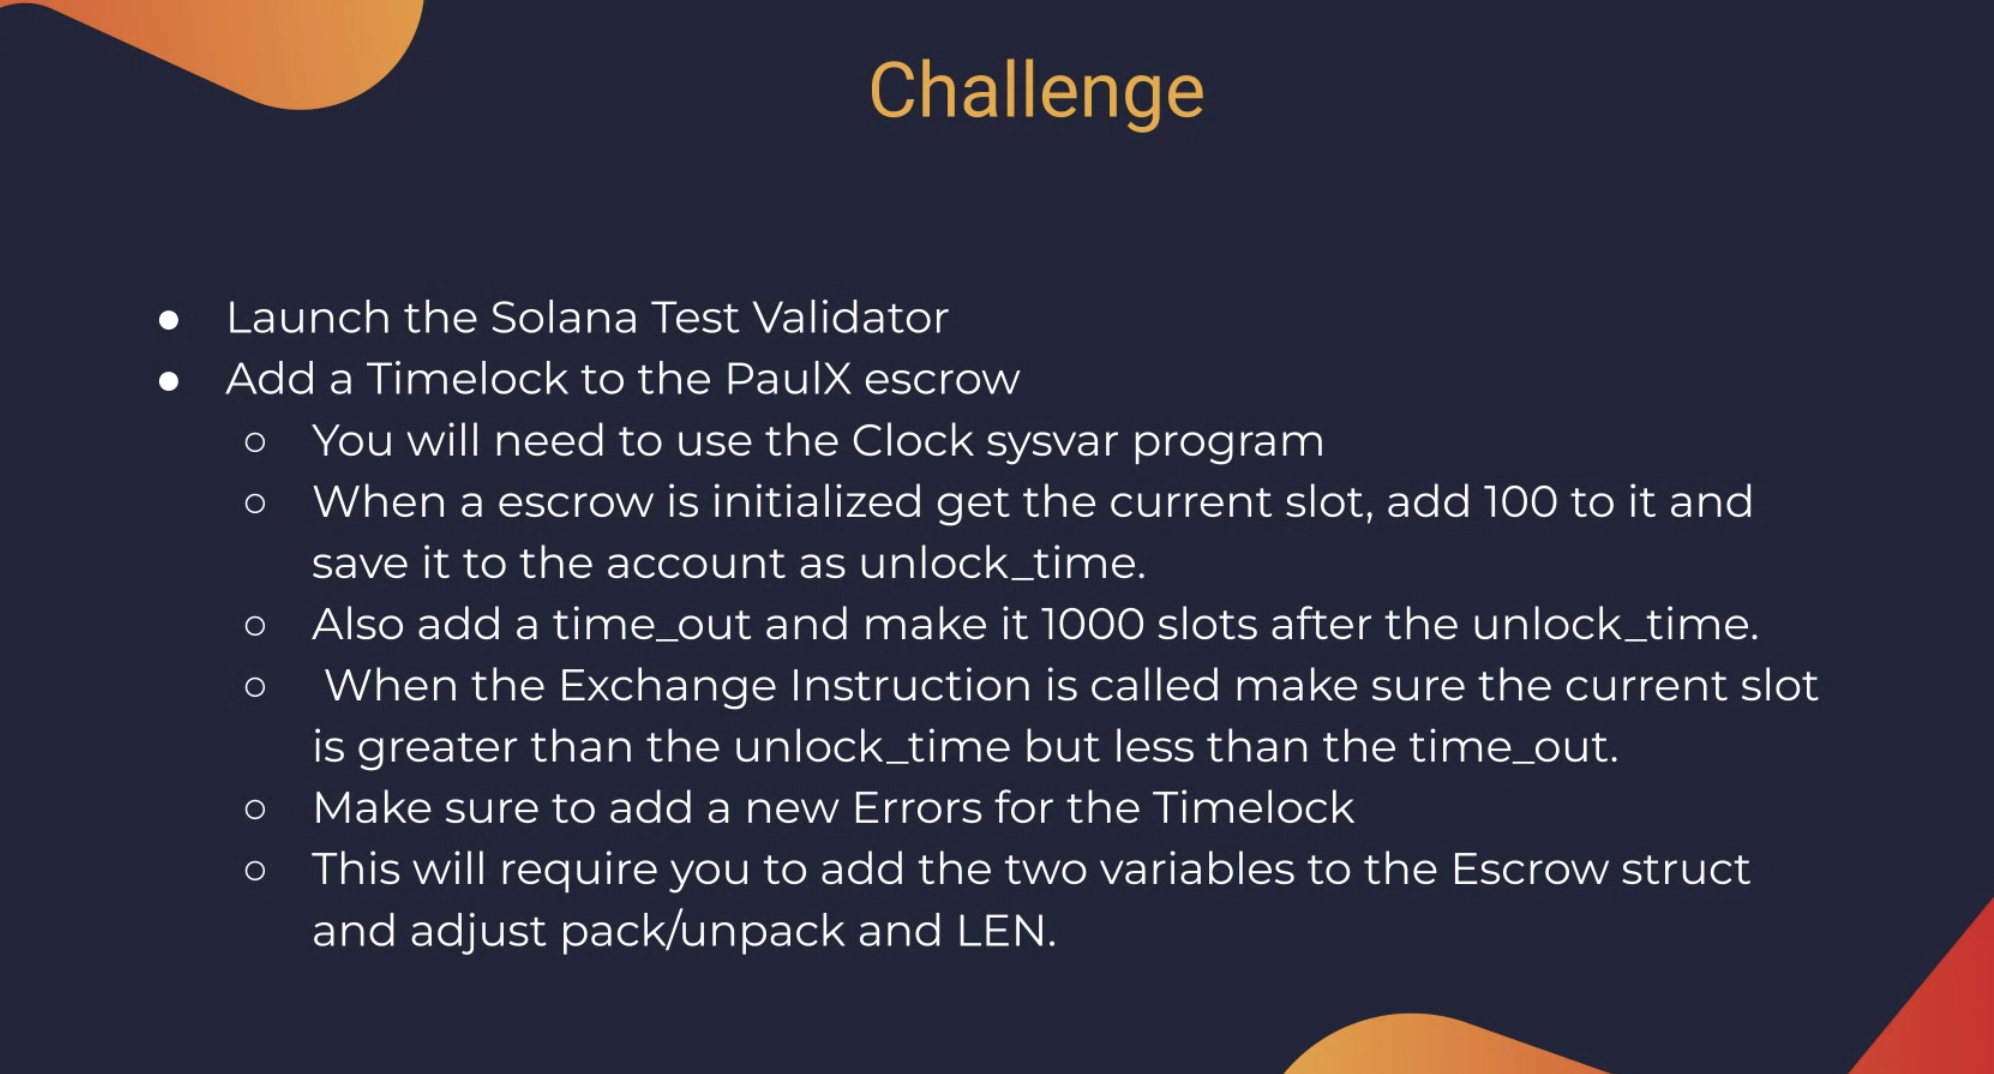 Challenge
● Launch the Solana Test Validator
● Add a Timelock to the PaulX escrow
○ You will need to use the Clock sysvar program
○ When a escrow is initialized get the current slot, add 100 to it and
save it to the account as unlock_time.
○ Also add a time_out and make it 1000 slots after the unlock_time.
○ When the Exchange Instruction is called make sure the current slot
is greater than the unlock_time but less than the time_out.
○ Make sure to add a new Errors for the Timelock
○ This will require you to add the two variables to the Escrow struct
and adjust pack/unpack and LEN.